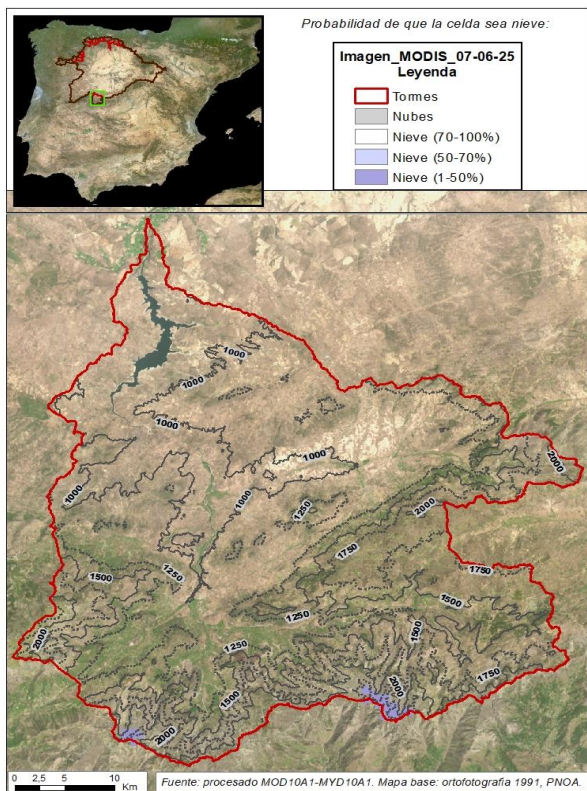 Probabilidad de que la celda sea nieve:
Imagen_MODIS_07-06-25
Leyenda
Tormes
Nubes
Nieve (70-100%)
Nieve (50-70%)
Nieve (1-50%)
1000
1000
1000
1000
1000
1000
2000
1250
2000
1750
1750
1500
1250
1500
1250
2000
1250
1500
1750
2000
1500
2000
0 2,5 5 10
Km
Fuente: procesado MOD10A1-MYD10A1. Mapa base: ortofotografia 1991, PNOA.